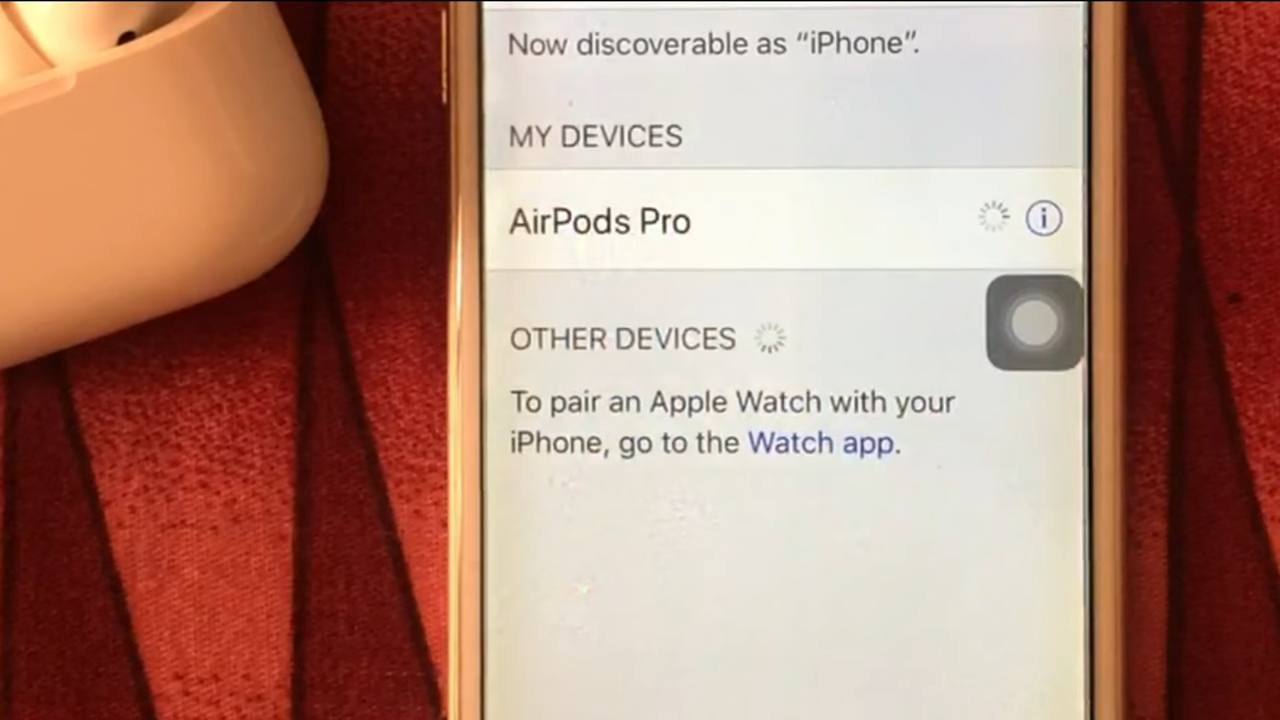 Now discoverable as “iPhone”.
MY DEVICES
AirPods Pro
OTHER DEVICES
To pair an Apple Watch with your
iPhone, go to the Watch app.